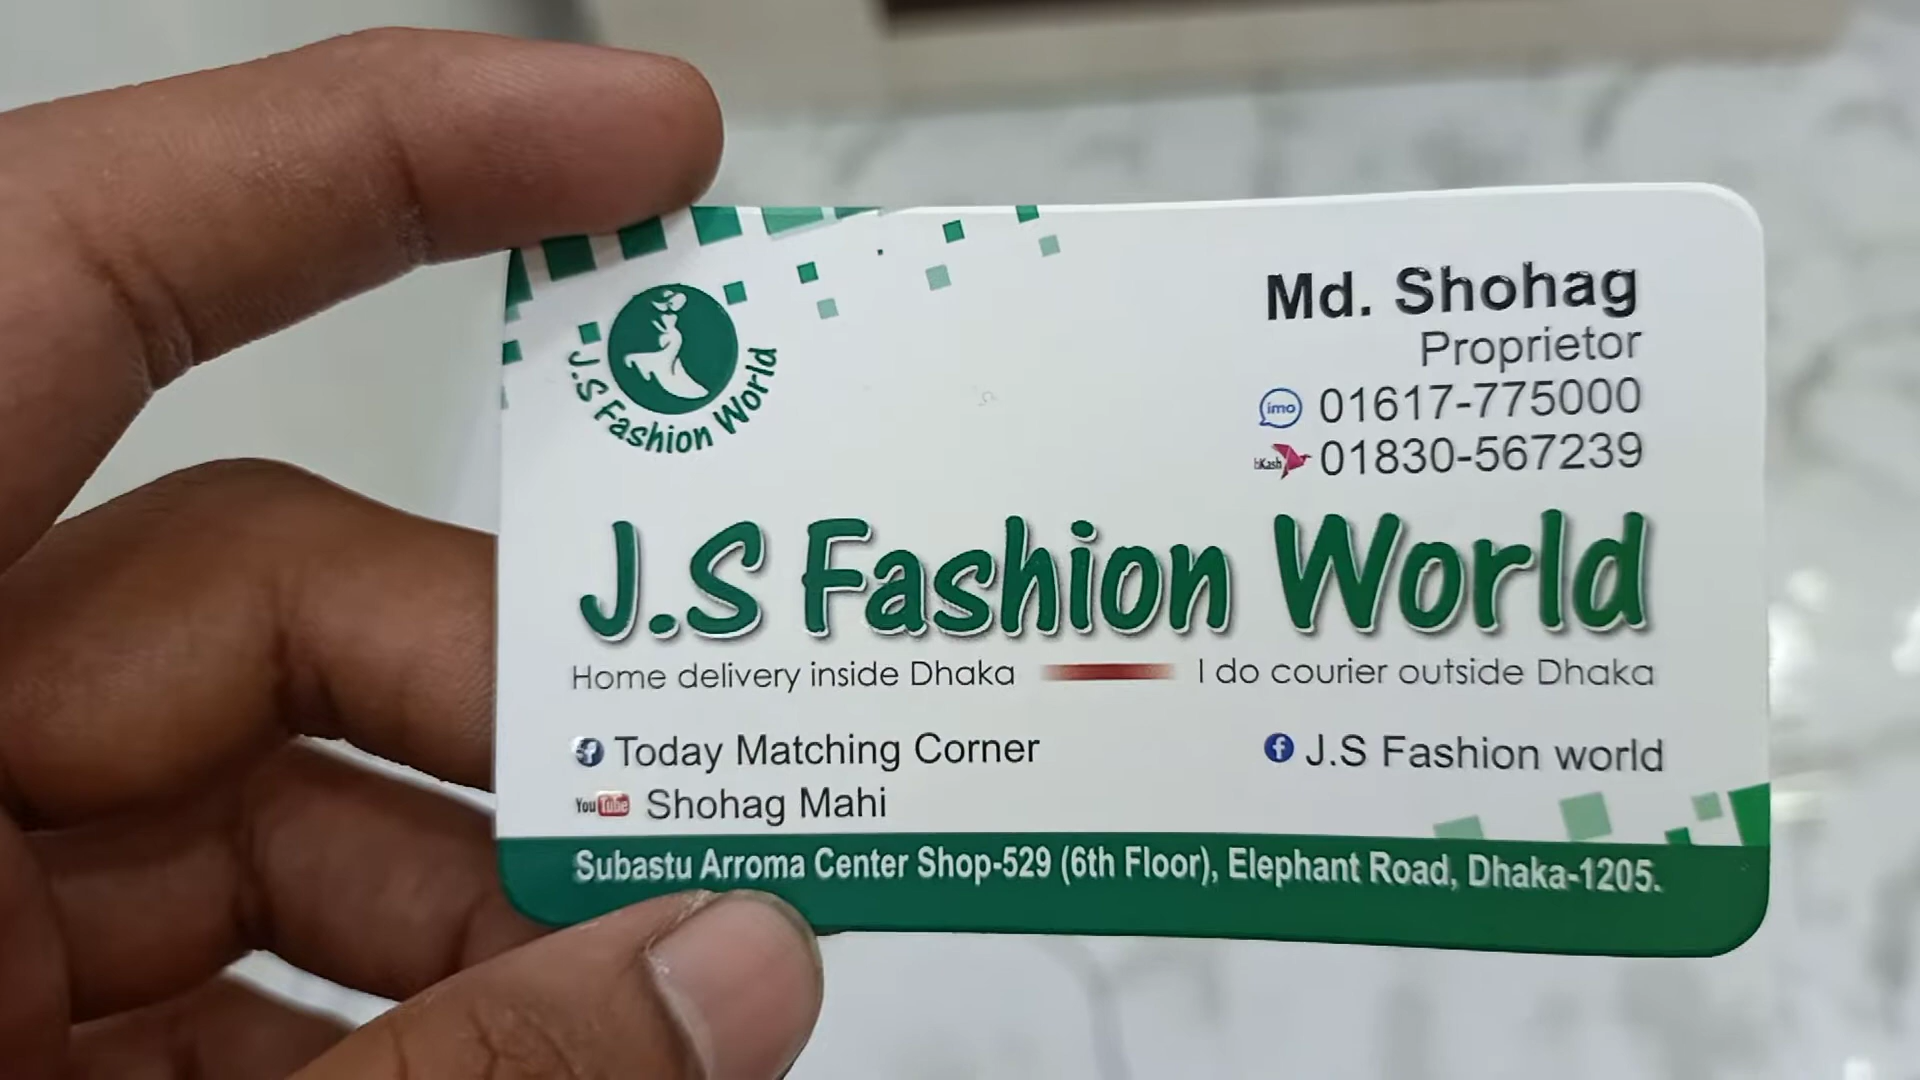 J.S Fashion World
Md. Shohag
Proprietor
imo 01617-775000
bKash 01830-567239
J.S Fashion World
Home delivery inside Dhaka I do courier outside Dhaka
f Today Matching Corner
f J.S Fashion world
YouTube Shohag Mahi
Subastu Arroma Center Shop-529 (6th Floor), Elephant Road, Dhaka-1205.